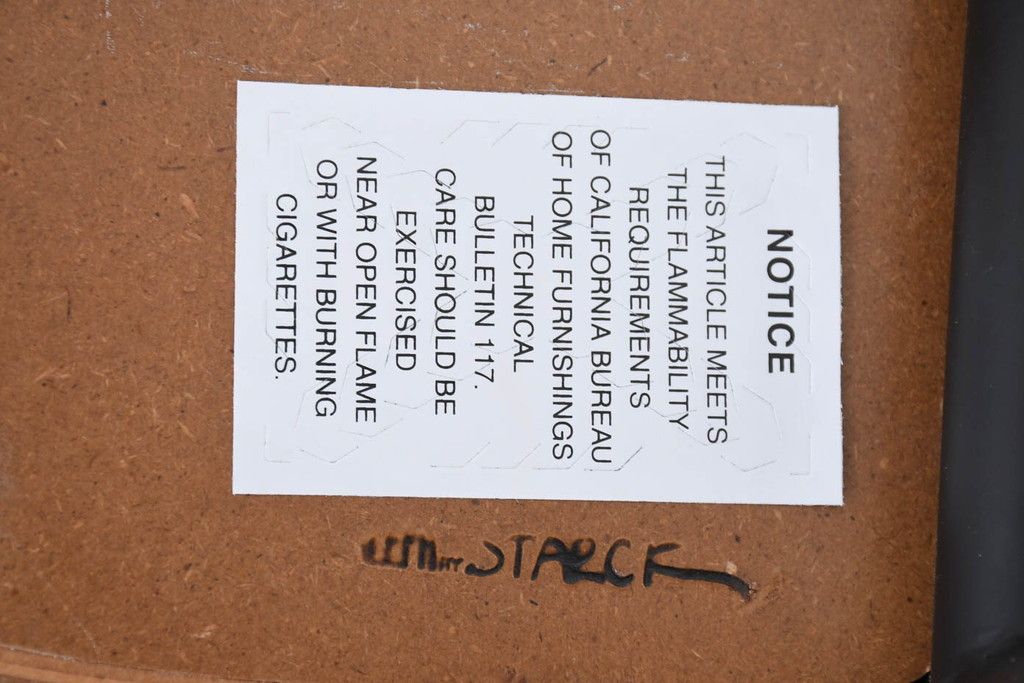 NOTICE
THIS ARTICLE MEETS
THE FLAMMABILITY
REQUIREMENTS
OF CALIFORNIA BUREAU
OF HOME FURNISHINGS
TECHNICAL
BULLETIN 117.
CARE SHOULD BE
EXERCISED
NEAR OPEN FLAME
OR WITH BURNING
CIGARETTES.
STARCK